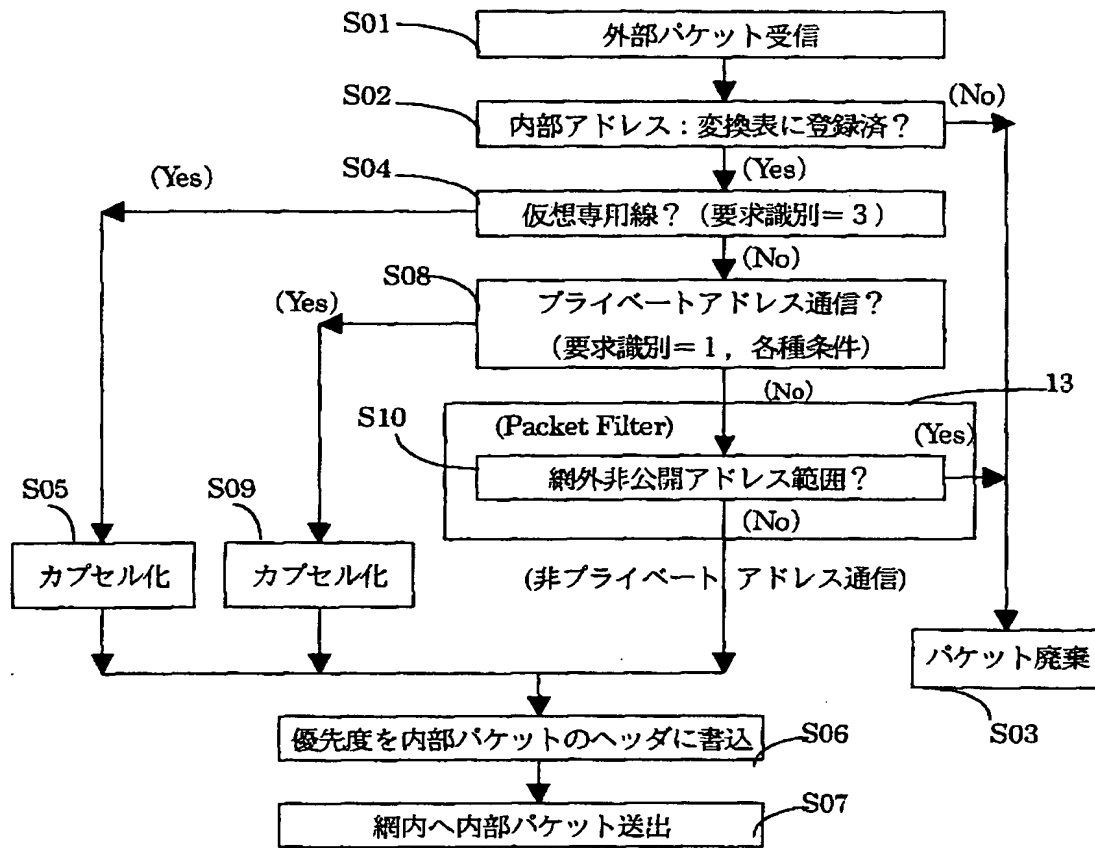 S01
外部パケット受信
S02
(No)
内部アドレス：変換表に登録済？
(Yes)
S04
(Yes)
仮想専用線？（要求識別＝３）
(No)
S08
(Yes)
プライベートアドレス通信？
（要求識別＝１，各種条件）
(No)
13
S10
(Packet Filter)
(Yes)
網外非公開アドレス範囲？
(No)
S05
S09
カプセル化
カプセル化
(非プライベート アドレス通信)
パケット廃棄
S03
優先度を内部パケットのヘッダに書込
S06
網内へ内部パケット送出
S07